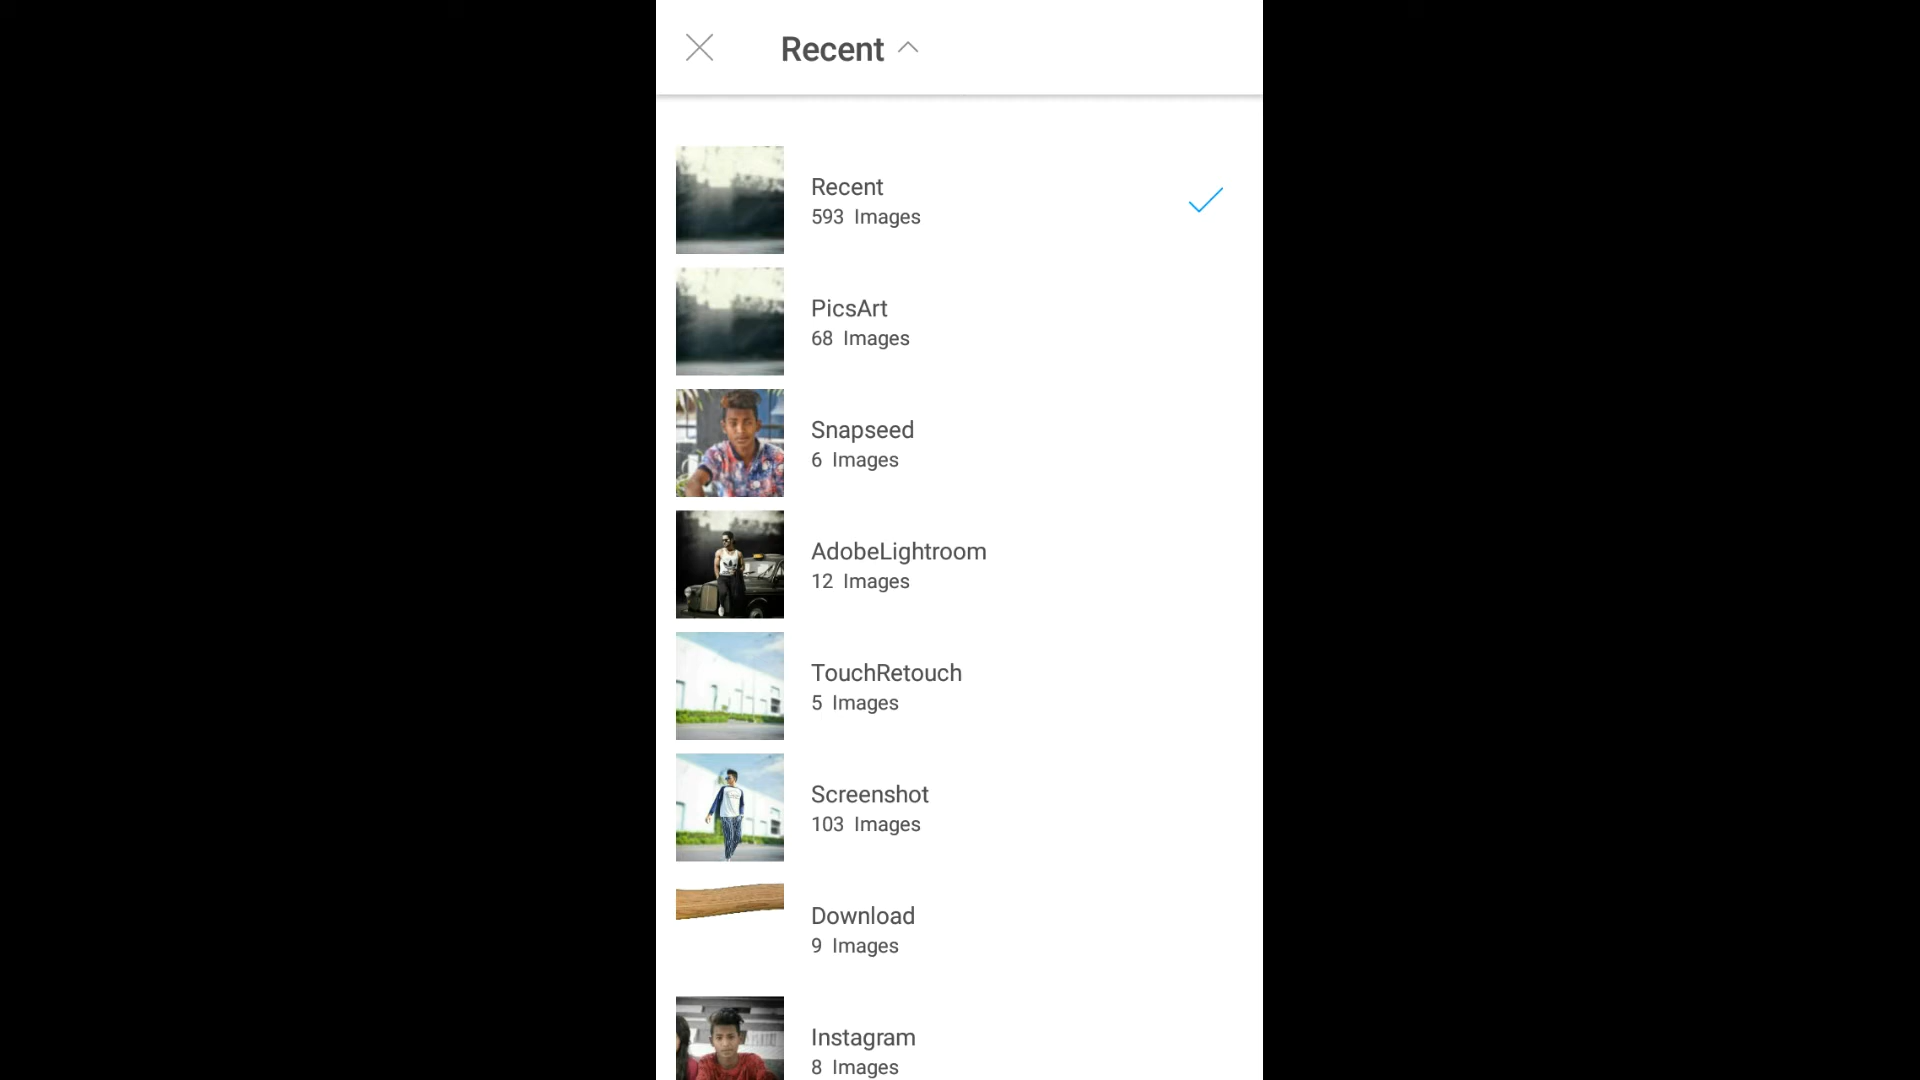 Recent
Recent
593 Images
PicsArt
68 Images
Snapseed
6 Images
AdobeLightroom
12 Images
TouchRetouch
5 Images
Screenshot
103 Images
Download
9 Images
Instagram
8 Images